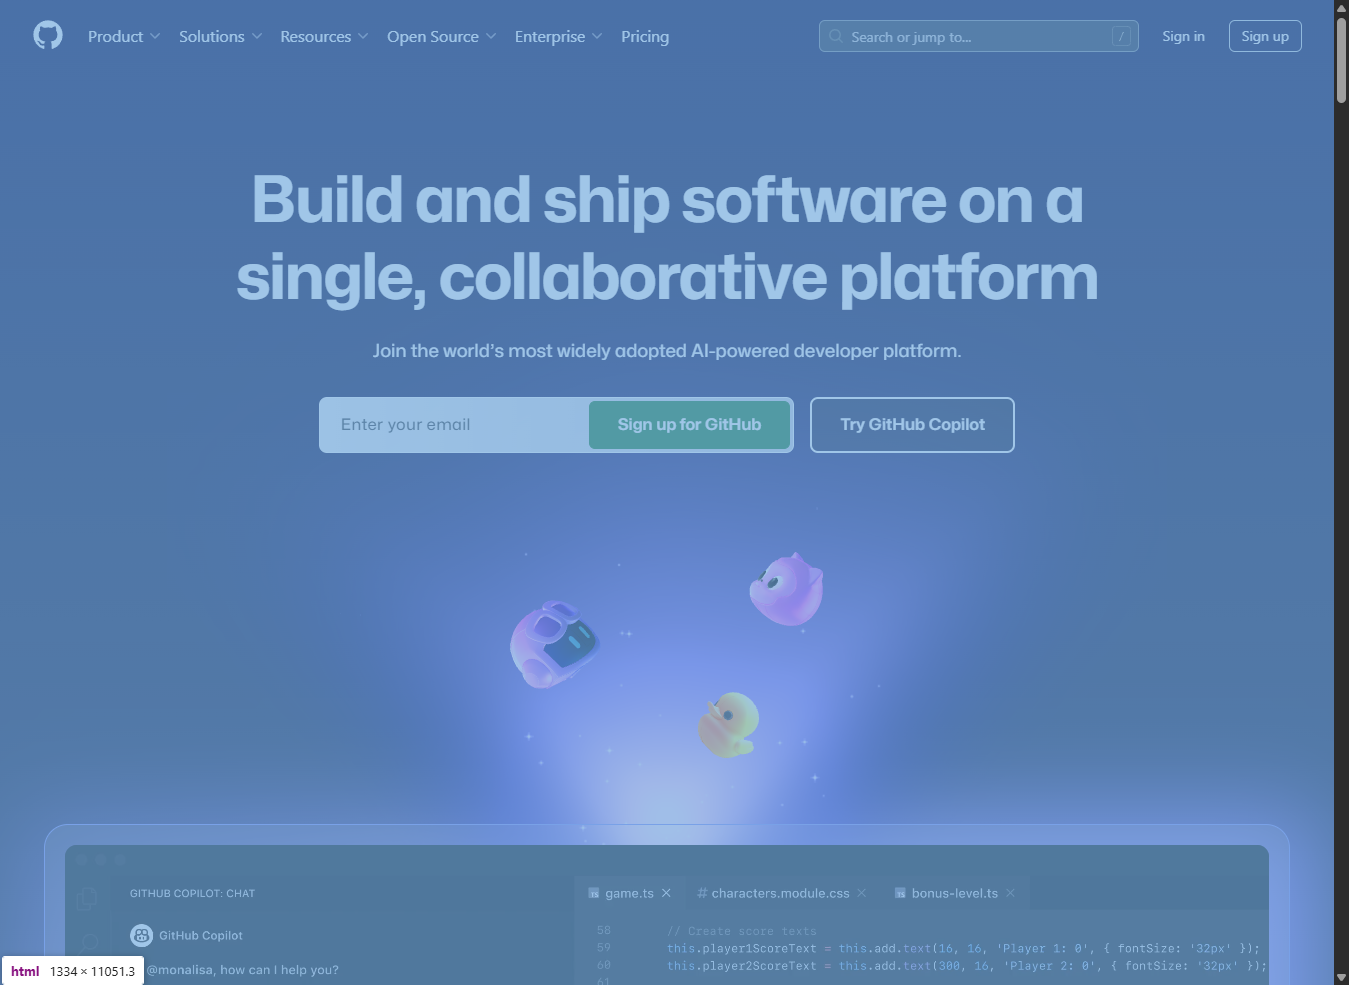 Product
Solutions
Resources
Open Source
Enterprise
Pricing
Search or jump to...
/
Sign in
Sign up
Build and ship software on a
single, collaborative platform
Join the world’s most widely adopted AI-powered developer platform.
Enter your email
Sign up for GitHub
Try GitHub Copilot
GITHUB COPILOT: CHAT
game.ts
# characters.module.css
bonus-level.ts
GitHub Copilot
@monalisa, how can I help you?
58 // Create score texts
59 this.player1ScoreText = this.add.text(16, 16, 'Player 1: 0', { fontSize: '32px' });
60 this.player2ScoreText = this.add.text(300, 16, 'Player 2: 0', { fontSize: '32px' });
61
html 1334 × 11051.3